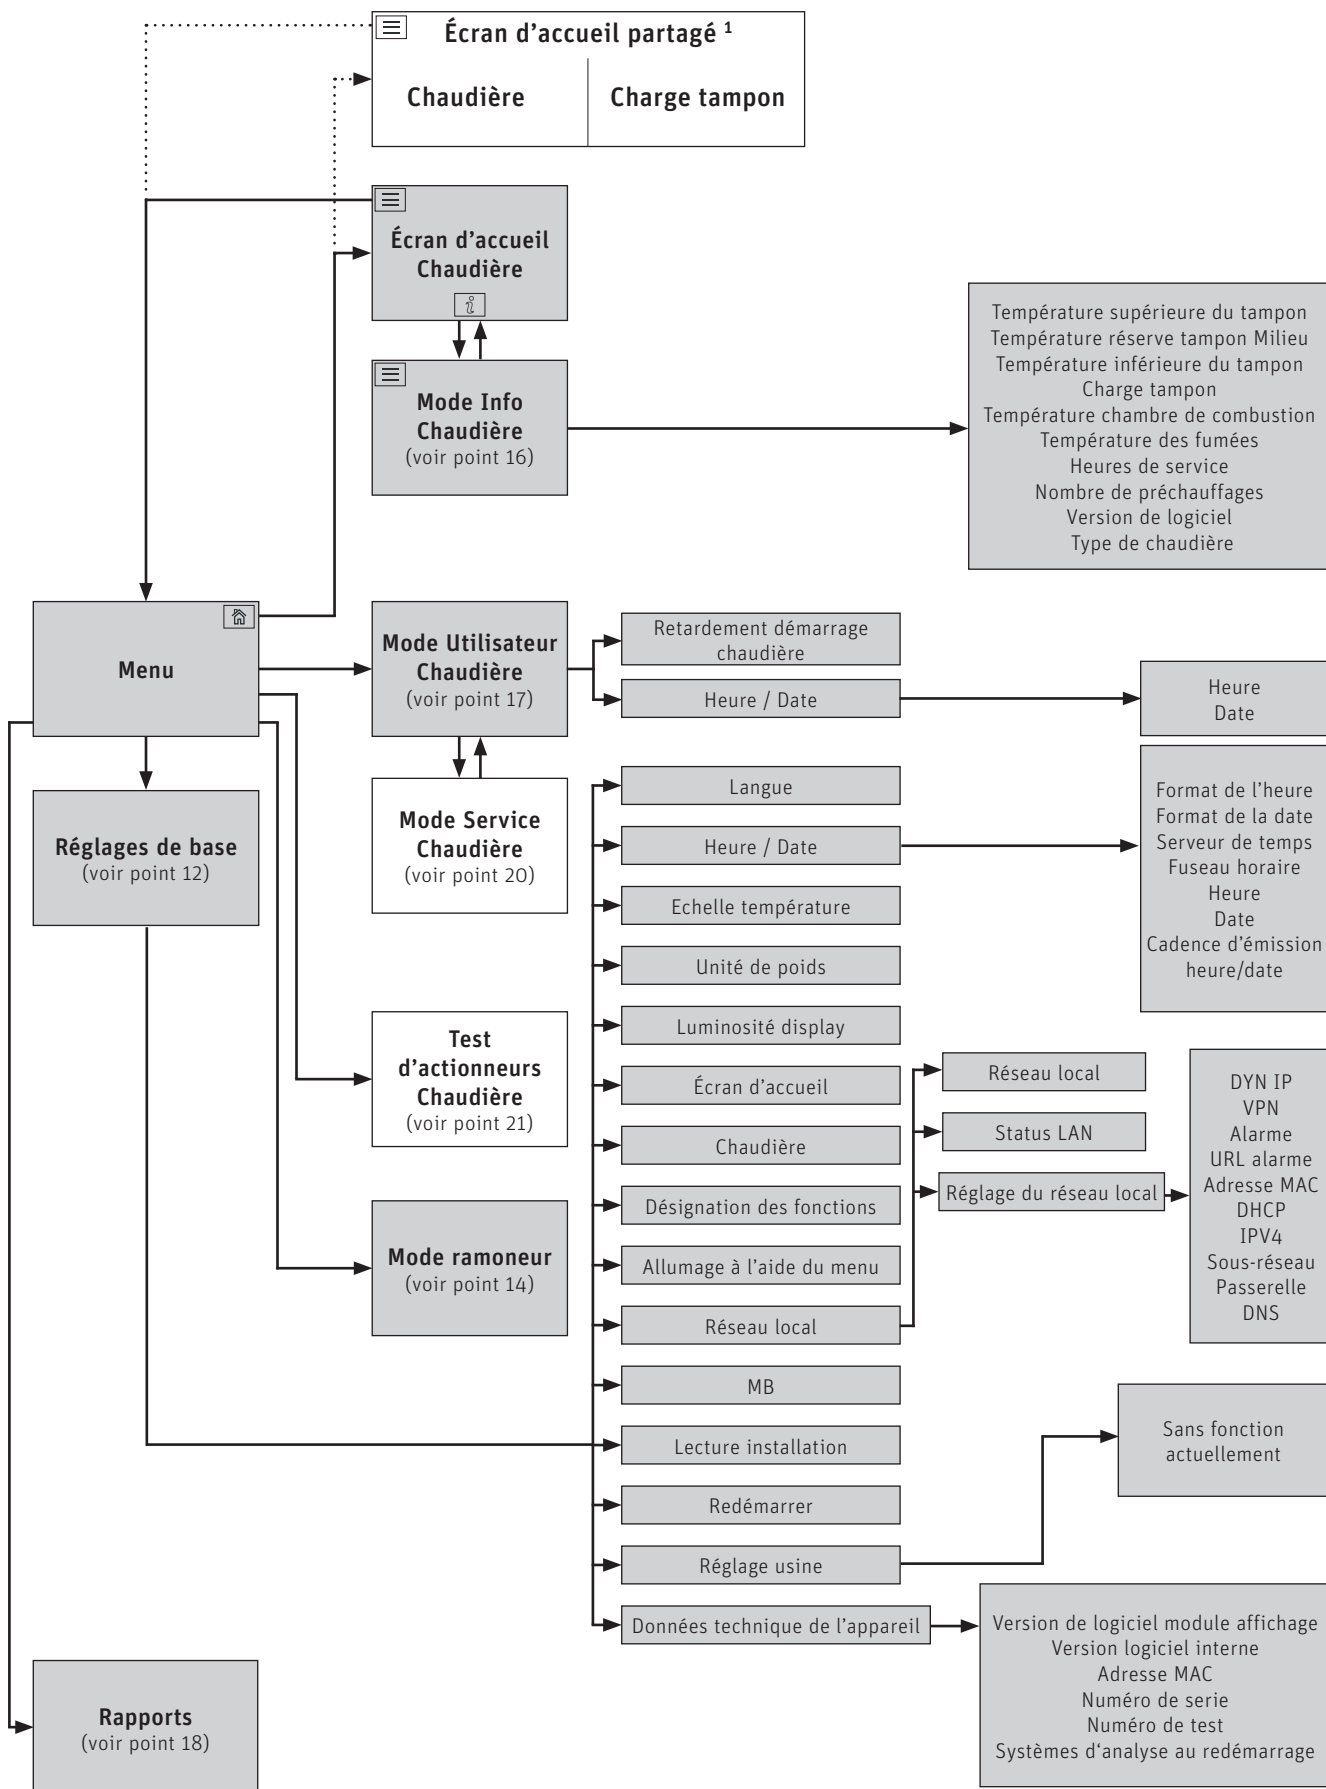 Écran d'accueil partagé 1
Chaudière
Charge tampon
Écran d'accueil
Chaudière
i
Mode Info
Chaudière
(voir point 16)
Température supérieure du tampon
Température réserve tampon Milieu
Température inférieure du tampon
Charge tampon
Température chambre de combustion
Température des fumées
Heures de service
Nombre de préchauffages
Version de logiciel
Type de chaudière
Menu
Mode Utilisateur
Chaudière
(voir point 17)
Retardement démarrage
chaudière
Heure / Date
Heure
Date
Réglages de base
(voir point 12)
Mode Service
Chaudière
(voir point 20)
Langue
Heure / Date
Format de l'heure
Format de la date
Serveur de temps
Fuseau horaire
Heure
Date
Cadence d'émission
heure/date
Echelle température
Unité de poids
Luminosité display
Test
d'actionneurs
Chaudière
(voir point 21)
Écran d'accueil
Chaudière
Désignation des fonctions
Allumage à l'aide du menu
Réseau local
Réseau local
Status LAN
Réglage du réseau local
DYN IP
VPN
Alarme
URL alarme
Adresse MAC
DHCP
IPV4
Sous-réseau
Passerelle
DNS
Mode ramoneur
(voir point 14)
MB
Lecture installation
Redémarrer
Réglage usine
Sans fonction
actuellement
Données technique de l'appareil
Version de logiciel module affichage
Version logiciel interne
Adresse MAC
Numéro de serie
Numéro de test
Systèmes d'analyse au redémarrage
Rapports
(voir point 18)